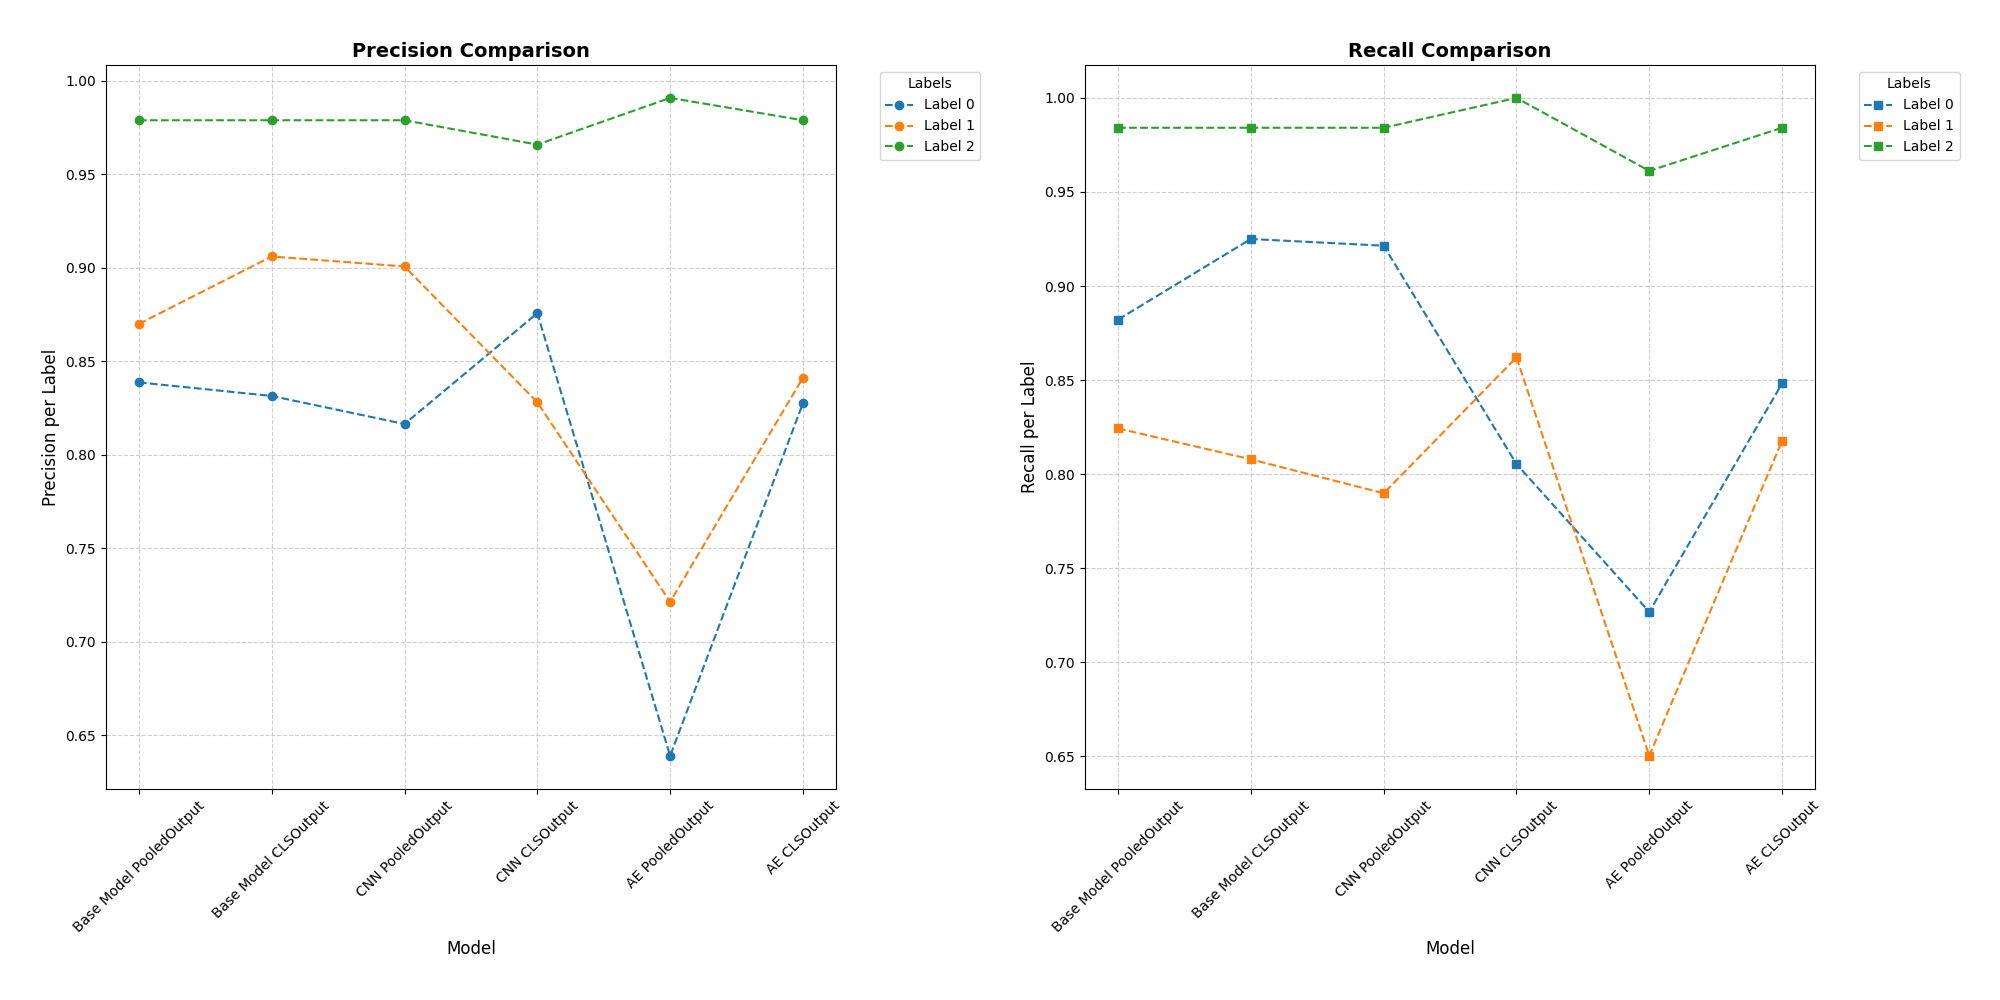 Precision Comparison
Precision per Label
1.00
0.95
0.90
0.85
0.80
0.75
0.70
0.65
Base Model PooledOutput
Base Model CLSOutput
CNN PooledOutput
CNN CLSOutput
AE PooledOutput
AE CLSOutput
Model
Labels
Label 0
Label 1
Label 2
Recall Comparison
Recall per Label
1.00
0.95
0.90
0.85
0.80
0.75
0.70
0.65
Base Model PooledOutput
Base Model CLSOutput
CNN PooledOutput
CNN CLSOutput
AE PooledOutput
AE CLSOutput
Model
Labels
Label 0
Label 1
Label 2